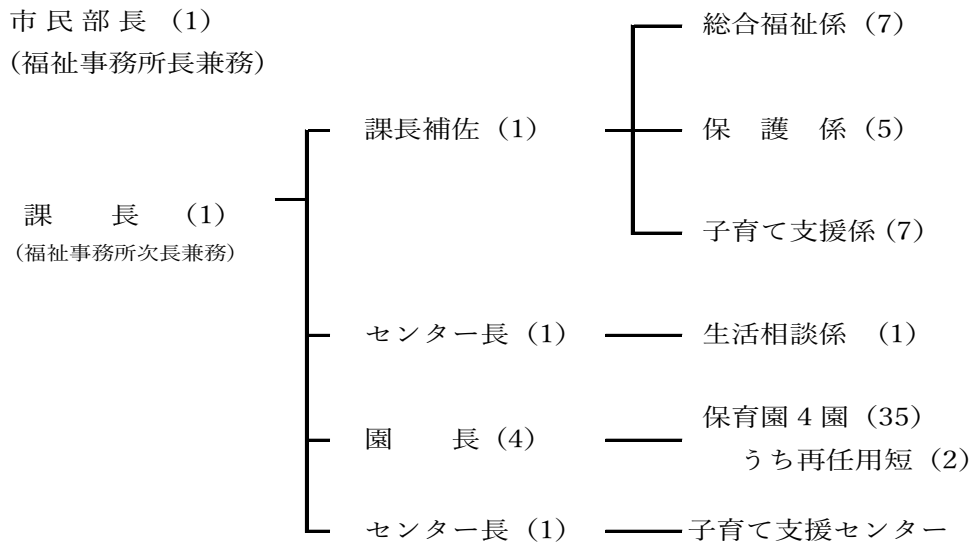 市 民 部 長 (1)
(福祉事務所長兼務)
総合福祉係 (7)
課長補佐 (1)
保 護 係 (5)
課 長 (1)
(福祉事務所次長兼務)
子育て支援係 (7)
センター長 (1)
生活相談係 (1)
園 長 (4)
保育園 4 園 (35)
うち再任用短 (2)
センター長 (1)
子育て支援センター